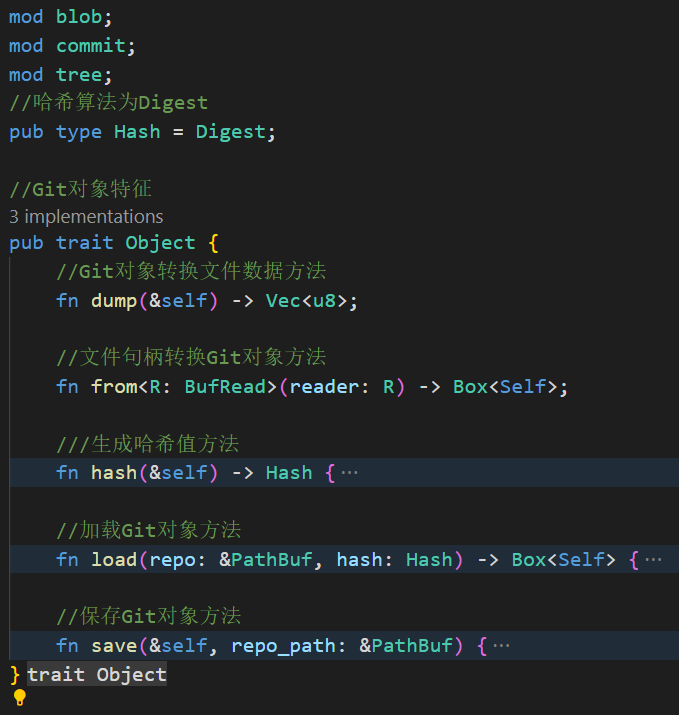 mod blob;
mod commit;
mod tree;
//哈希算法为Digest
pub type Hash = Digest;
//Git对象特征
3 implementations
pub trait Object {
//Git对象转换文件数据方法
fn dump(&self) -> Vec<u8>;
//文件句柄转换Git对象方法
fn from<R: BufRead>(reader: R) -> Box<Self>;
///生成哈希值方法
fn hash(&self) -> Hash { ⋯
//加载Git对象方法
fn load(repo: &PathBuf, hash: Hash) -> Box<Self> { ⋯
//保存Git对象方法
fn save(&self, repo_path: &PathBuf) { ⋯
} trait Object